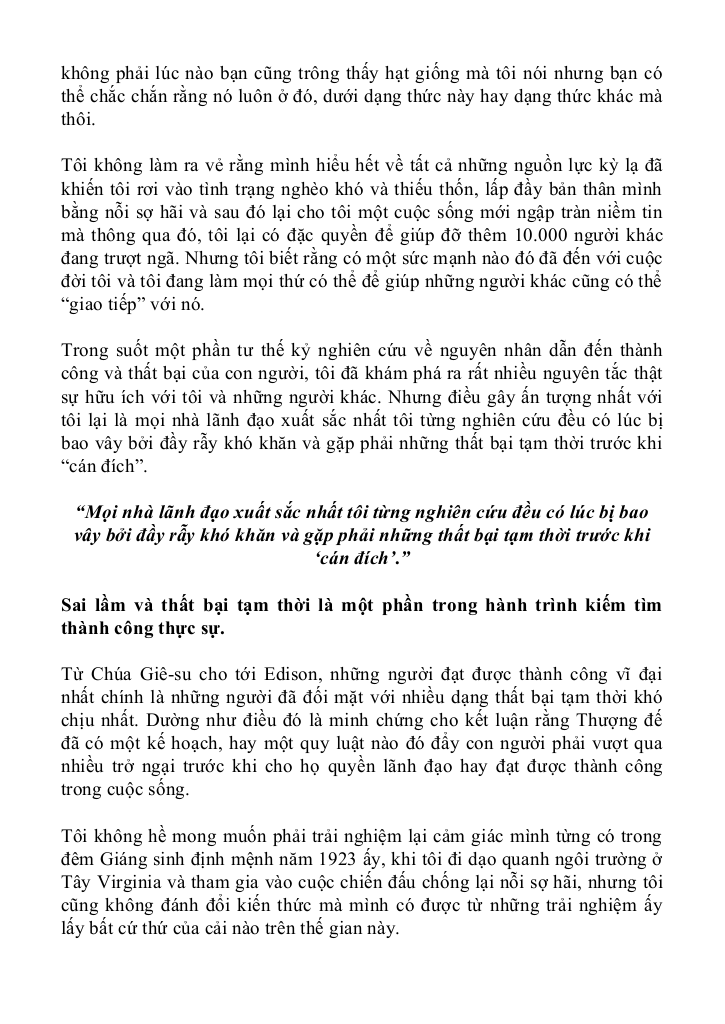 không phải lúc nào bạn cũng trông thấy hạt giống mà tôi nói nhưng bạn có
thể chắc chắn rằng nó luôn ở đó, dưới dạng thức này hay dạng thức khác mà
thôi.
Tôi không làm ra vẻ rằng mình hiểu hết về tất cả những nguồn lực kỳ lạ đã
khiến tôi rơi vào tình trạng nghèo khó và thiếu thốn, lấp đầy bản thân mình
bằng nỗi sợ hãi và sau đó lại cho tôi một cuộc sống mới ngập tràn niềm tin
mà thông qua đó, tôi lại có đặc quyền để giúp đỡ thêm 10.000 người khác
đang trượt ngã. Nhưng tôi biết rằng có một sức mạnh nào đó đã đến với cuộc
đời tôi và tôi đang làm mọi thứ có thể để giúp những người khác cũng có thể
“giao tiếp” với nó.
Trong suốt một phần tư thế kỷ nghiên cứu về nguyên nhân dẫn đến thành
công và thất bại của con người, tôi đã khám phá ra rất nhiều nguyên tắc thật
sự hữu ích với tôi và những người khác. Nhưng điều gây ấn tượng nhất với
tôi lại là mọi nhà lãnh đạo xuất sắc nhất tôi từng nghiên cứu đều có lúc bị
bao vây bởi đầy rẫy khó khăn và gặp phải những thất bại tạm thời trước khi
“cán đích”.
“Mọi nhà lãnh đạo xuất sắc nhất tôi từng nghiên cứu đều có lúc bị bao
vây bởi đầy rẫy khó khăn và gặp phải những thất bại tạm thời trước khi
‘cán đích’.”
Sai lầm và thất bại tạm thời là một phần trong hành trình kiếm tìm
thành công thực sự.
Từ Chúa Giê-su cho tới Edison, những người đạt được thành công vĩ đại
nhất chính là những người đã đối mặt với nhiều dạng thất bại tạm thời khó
chịu nhất. Dường như điều đó là minh chứng cho kết luận rằng Thượng đế
đã có một kế hoạch, hay một quy luật nào đó đẩy con người phải vượt qua
nhiều trở ngại trước khi cho họ quyền lãnh đạo hay đạt được thành công
trong cuộc sống.
Tôi không hề mong muốn phải trải nghiệm lại cảm giác mình từng có trong
đêm Giáng sinh định mệnh năm 1923 ấy, khi tôi đi dạo quanh ngôi trường ở
Tây Virginia và tham gia vào cuộc chiến đấu chống lại nỗi sợ hãi, nhưng tôi
cũng không đánh đổi kiến thức mà mình có được từ những trải nghiệm ấy
lấy bất cứ thứ của cải nào trên thế gian này.